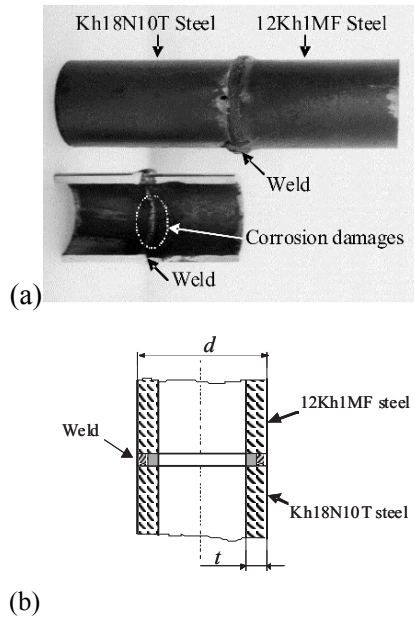 Kh18N10T Steel 12Kh1MF Steel
Weld
Corrosion damages
Weld
(a)
d
12Kh1MF steel
Weld
Kh18N10T steel
t
(b)